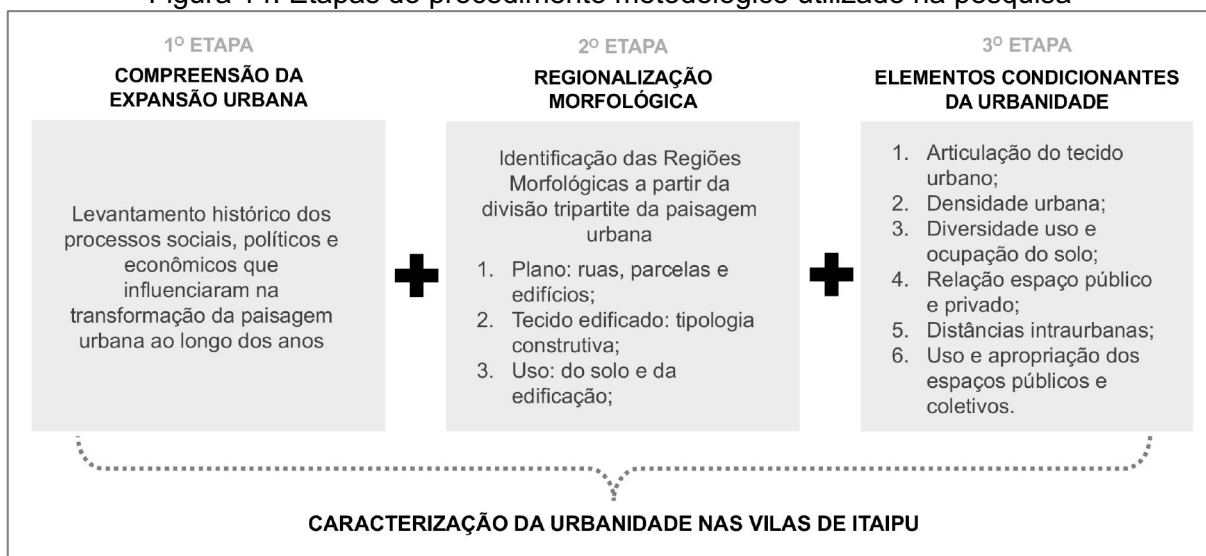 1º ETAPA
COMPREENSÃO DA
EXPANSÃO URBANA
Levantamento histórico dos
processos sociais, políticos e
econômicos que
influenciaram na
transformação da paisagem
urbana ao longo dos anos
2º ETAPA
REGIONALIZAÇÃO
MORFOLÓGICA
Identificação das Regiões
Morfológicas a partir da
divisão tripartite da paisagem
urbana
1. Plano: ruas, parcelas e
edifícios;
2. Tecido edificado: tipologia
construtiva;
3. Uso: do solo e da
edificação;
3º ETAPA
ELEMENTOS CONDICIONANTES
DA URBANIDADE
1. Articulação do tecido
urbano;
2. Densidade urbana;
3. Diversidade uso e
ocupação do solo;
4. Relação espaço público
e privado;
5. Distâncias intraurbanas;
6. Uso e apropriação dos
espaços públicos e
coletivos.
CARACTERIZAÇÃO DA URBANIDADE NAS VILAS DE ITAIPU